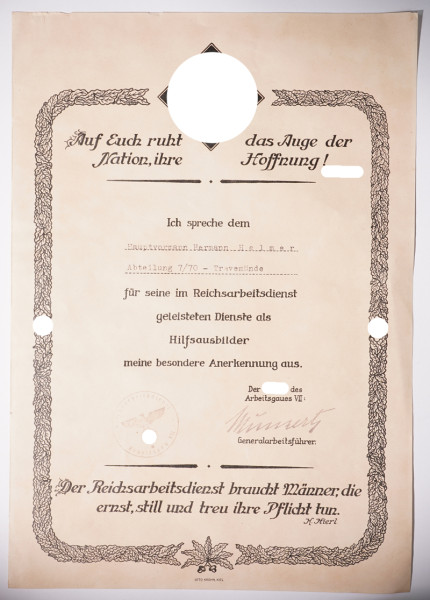 Auf Euch ruht das Auge der
Nation, ihre Hoffnung!
Ich spreche dem
Hauptvormann Hermann Helmer
Abteilung 7/70 - Travemünde
für seine im Reichsarbeitsdienst
geleisteten Dienste als
Hilfsausbilder
meine besondere Anerkennung aus.
Der des
Arbeitsgaues VII:
Generalarbeitsführer.
Der Reichsarbeitsdienst braucht Männer, die
ernst, still und treu ihre Pflicht tun.
K. Hierl